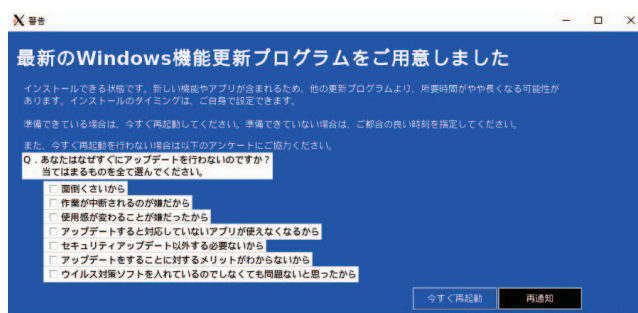 警告
最新のWindows機能更新プログラムをご用意しました
インストールできる状態です。新しい機能やアプリが含まれるため、他の更新プログラムより、所要時間がやや長くなる可能性が
あります。インストールのタイミングは、ご自身で設定できます。
準備できている場合は、今すぐ再起動してください。準備できていない場合は、ご都合の良い時刻を指定してください。
また、今すぐ再起動を行わない場合は以下のアンケートにご協力ください。
Q．あなたはなぜすぐにアップデートを行わないのですか？
当てはまるものを全て選んでください。
面倒くさいから
作業が中断されるのが嫌だから
使用感が変わることが嫌だったから
アップデートすると対応していないアプリが使えなくなるから
セキュリティアップデート以外する必要ないから
アップデートをすることに対するメリットがわからないから
ウイルス対策ソフトを入れているのでしなくても問題ないと思ったから
今すぐ再起動 再通知